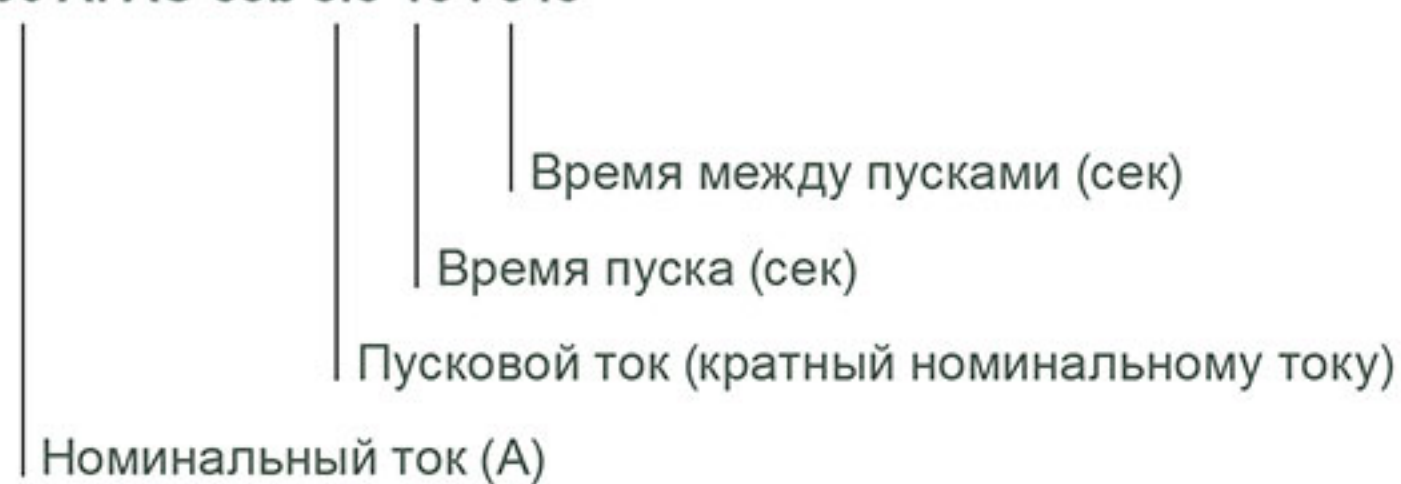 Время между пусками (сек)
Время пуска (сек)
Пусковой ток (кратный номинальному току)
Номинальный ток (А)